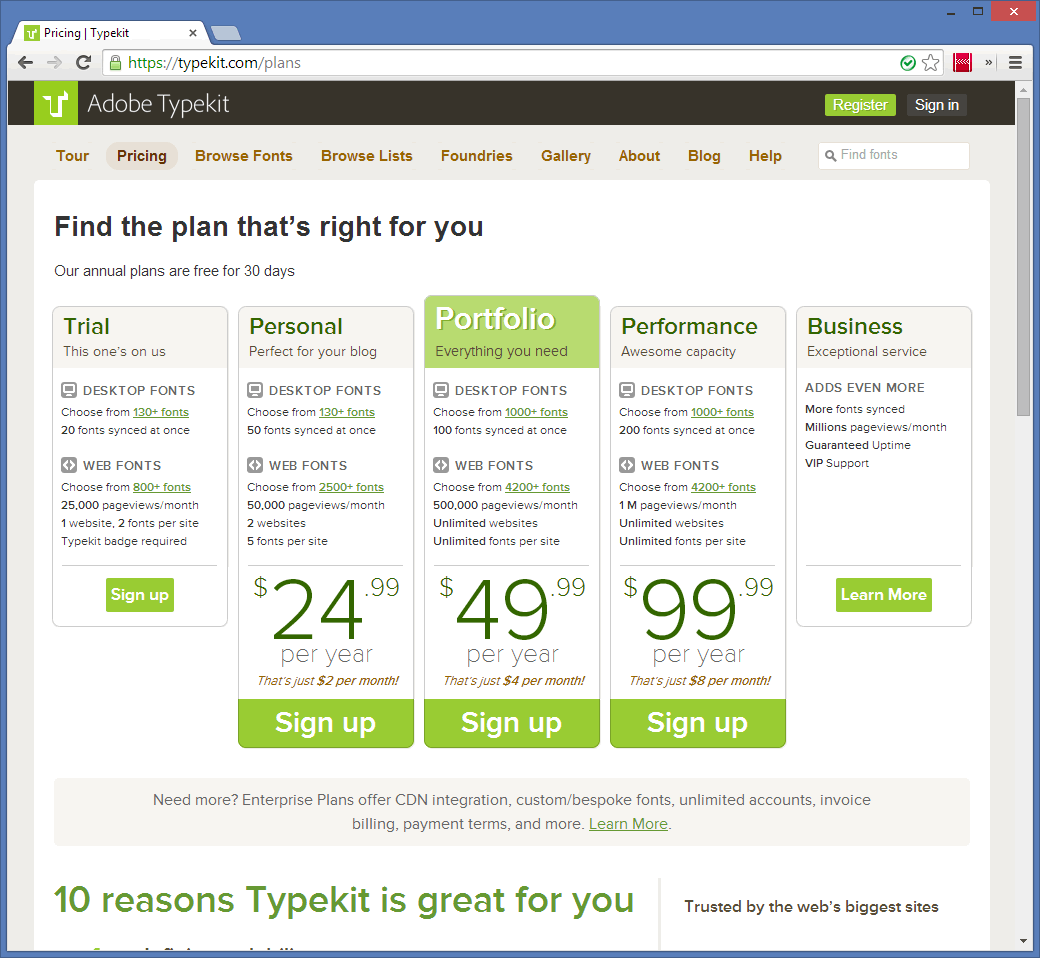 Pricing | Typekit
https://typekit.com/plans
Adobe Typekit
Register
Sign in
Tour
Pricing
Browse Fonts
Browse Lists
Foundries
Gallery
About
Blog
Help
Find fonts
Find the plan that’s right for you
Our annual plans are free for 30 days
Trial
This one’s on us
DESKTOP FONTS
Choose from 130+ fonts
20 fonts synced at once
WEB FONTS
Choose from 800+ fonts
25,000 pageviews/month
1 website, 2 fonts per site
Typekit badge required
Sign up
Personal
Perfect for your blog
DESKTOP FONTS
Choose from 130+ fonts
50 fonts synced at once
WEB FONTS
Choose from 2500+ fonts
50,000 pageviews/month
2 websites
5 fonts per site
$24.99
per year
That’s just $2 per month!
Sign up
Portfolio
Everything you need
DESKTOP FONTS
Choose from 1000+ fonts
100 fonts synced at once
WEB FONTS
Choose from 4200+ fonts
500,000 pageviews/month
Unlimited websites
Unlimited fonts per site
$49.99
per year
That’s just $4 per month!
Sign up
Performance
Awesome capacity
DESKTOP FONTS
Choose from 1000+ fonts
200 fonts synced at once
WEB FONTS
Choose from 4200+ fonts
1 M pageviews/month
Unlimited websites
Unlimited fonts per site
$99.99
per year
That’s just $8 per month!
Sign up
Business
Exceptional service
ADDS EVEN MORE
More fonts synced
Millions pageviews/month
Guaranteed Uptime
VIP Support
Learn More
Need more? Enterprise Plans offer CDN integration, custom/bespoke fonts, unlimited accounts, invoice
billing, payment terms, and more. Learn More.
10 reasons Typekit is great for you
Trusted by the web’s biggest sites